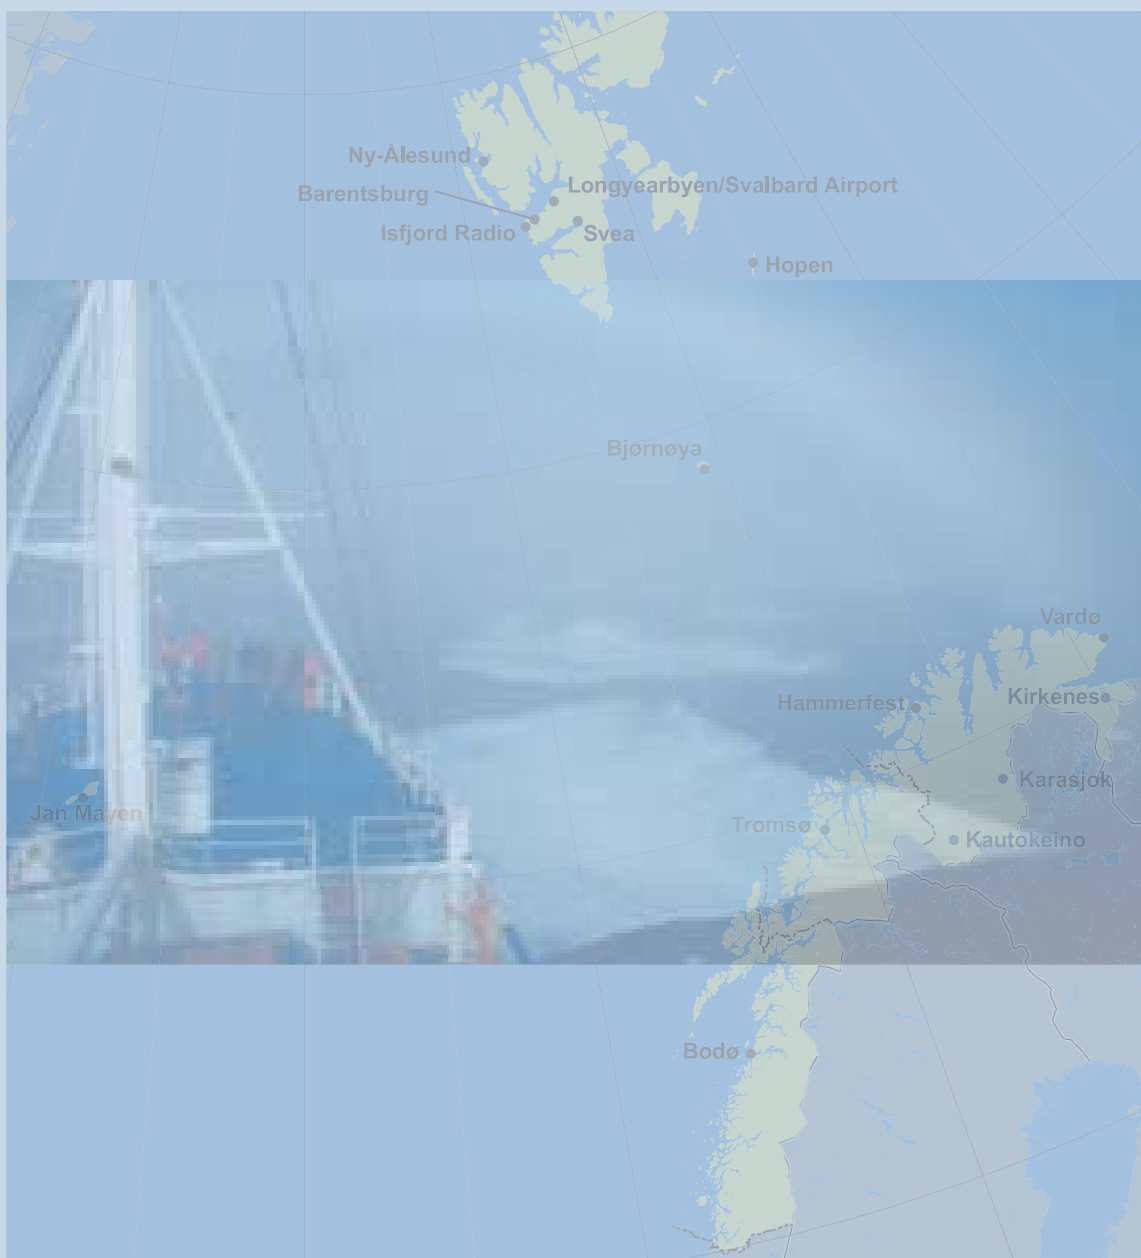 Ny-Ålesund
Longyearbyen/Svalbard Airport
Barentsburg
Isfjord Radio
Svea
Hopen
Bjørnøya
Vardø
Hammerfest
Kirkenes
Karasjok
Jan Mayen
Tromsø
Kautokeino
Bodø